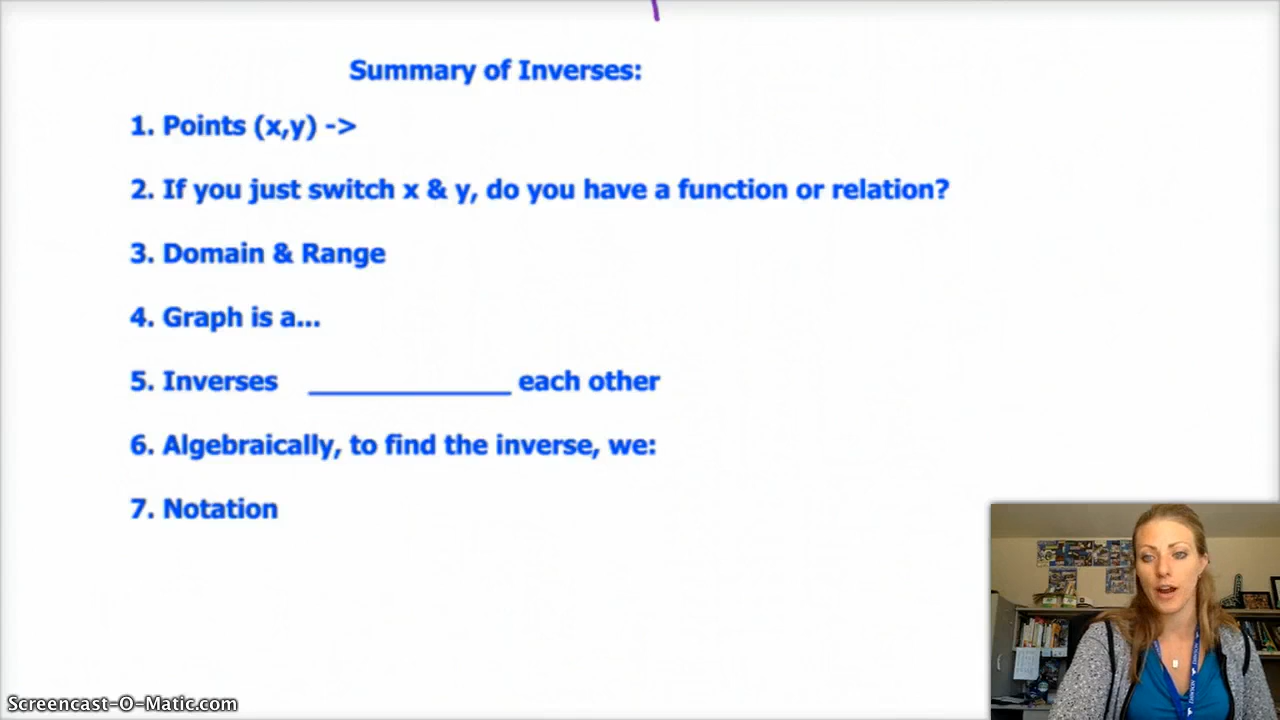 Summary of Inverses:
1. Points (x,y) ->
2. If you just switch x & y, do you have a function or relation?
3. Domain & Range
4. Graph is a...
5. Inverses ______________ each other
6. Algebraically, to find the inverse, we:
7. Notation
Screencast-O-Matic.com